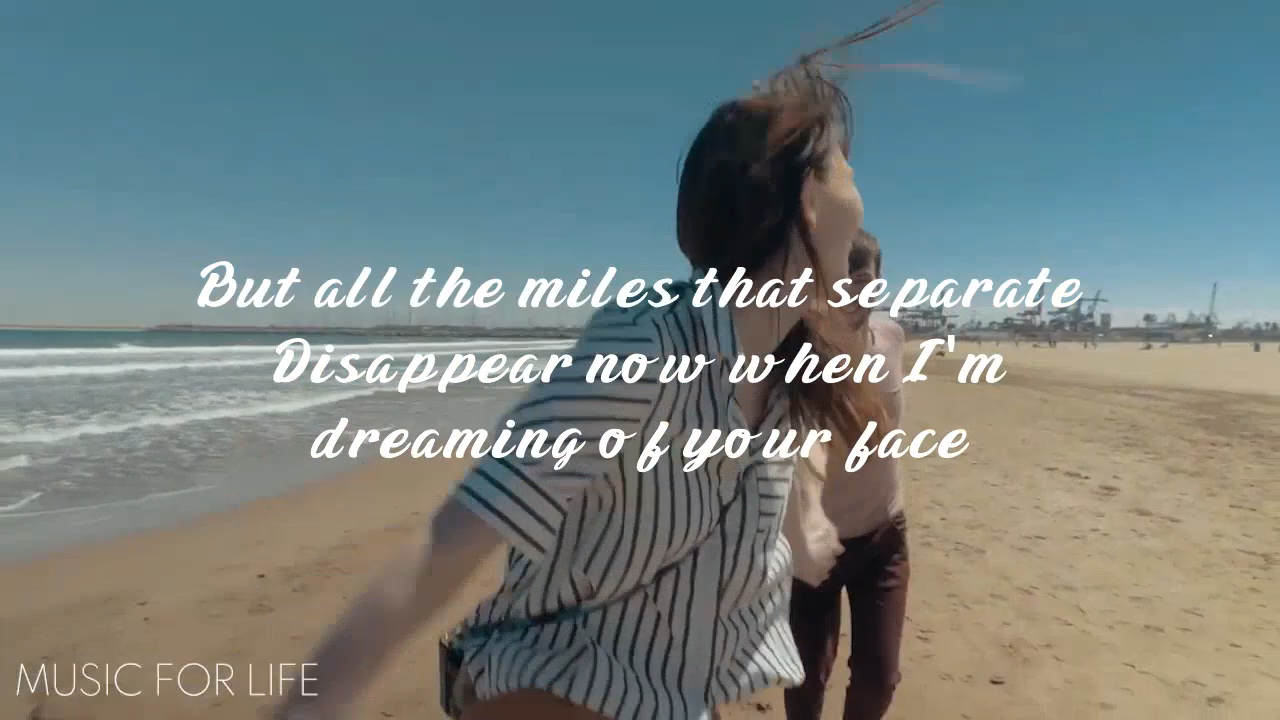 But all the miles that separate
Disappear now when I'm
dreaming of your face
MUSIC FOR LIFE